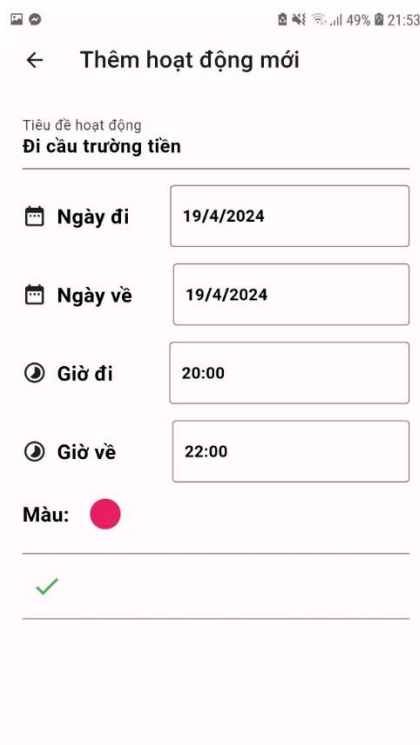 49% 21:53
Thêm hoạt động mới
Tiêu đề hoạt động
Đi cầu trường tiền
Ngày đi 19/4/2024
Ngày về 19/4/2024
Giờ đi 20:00
Giờ về 22:00
Màu: